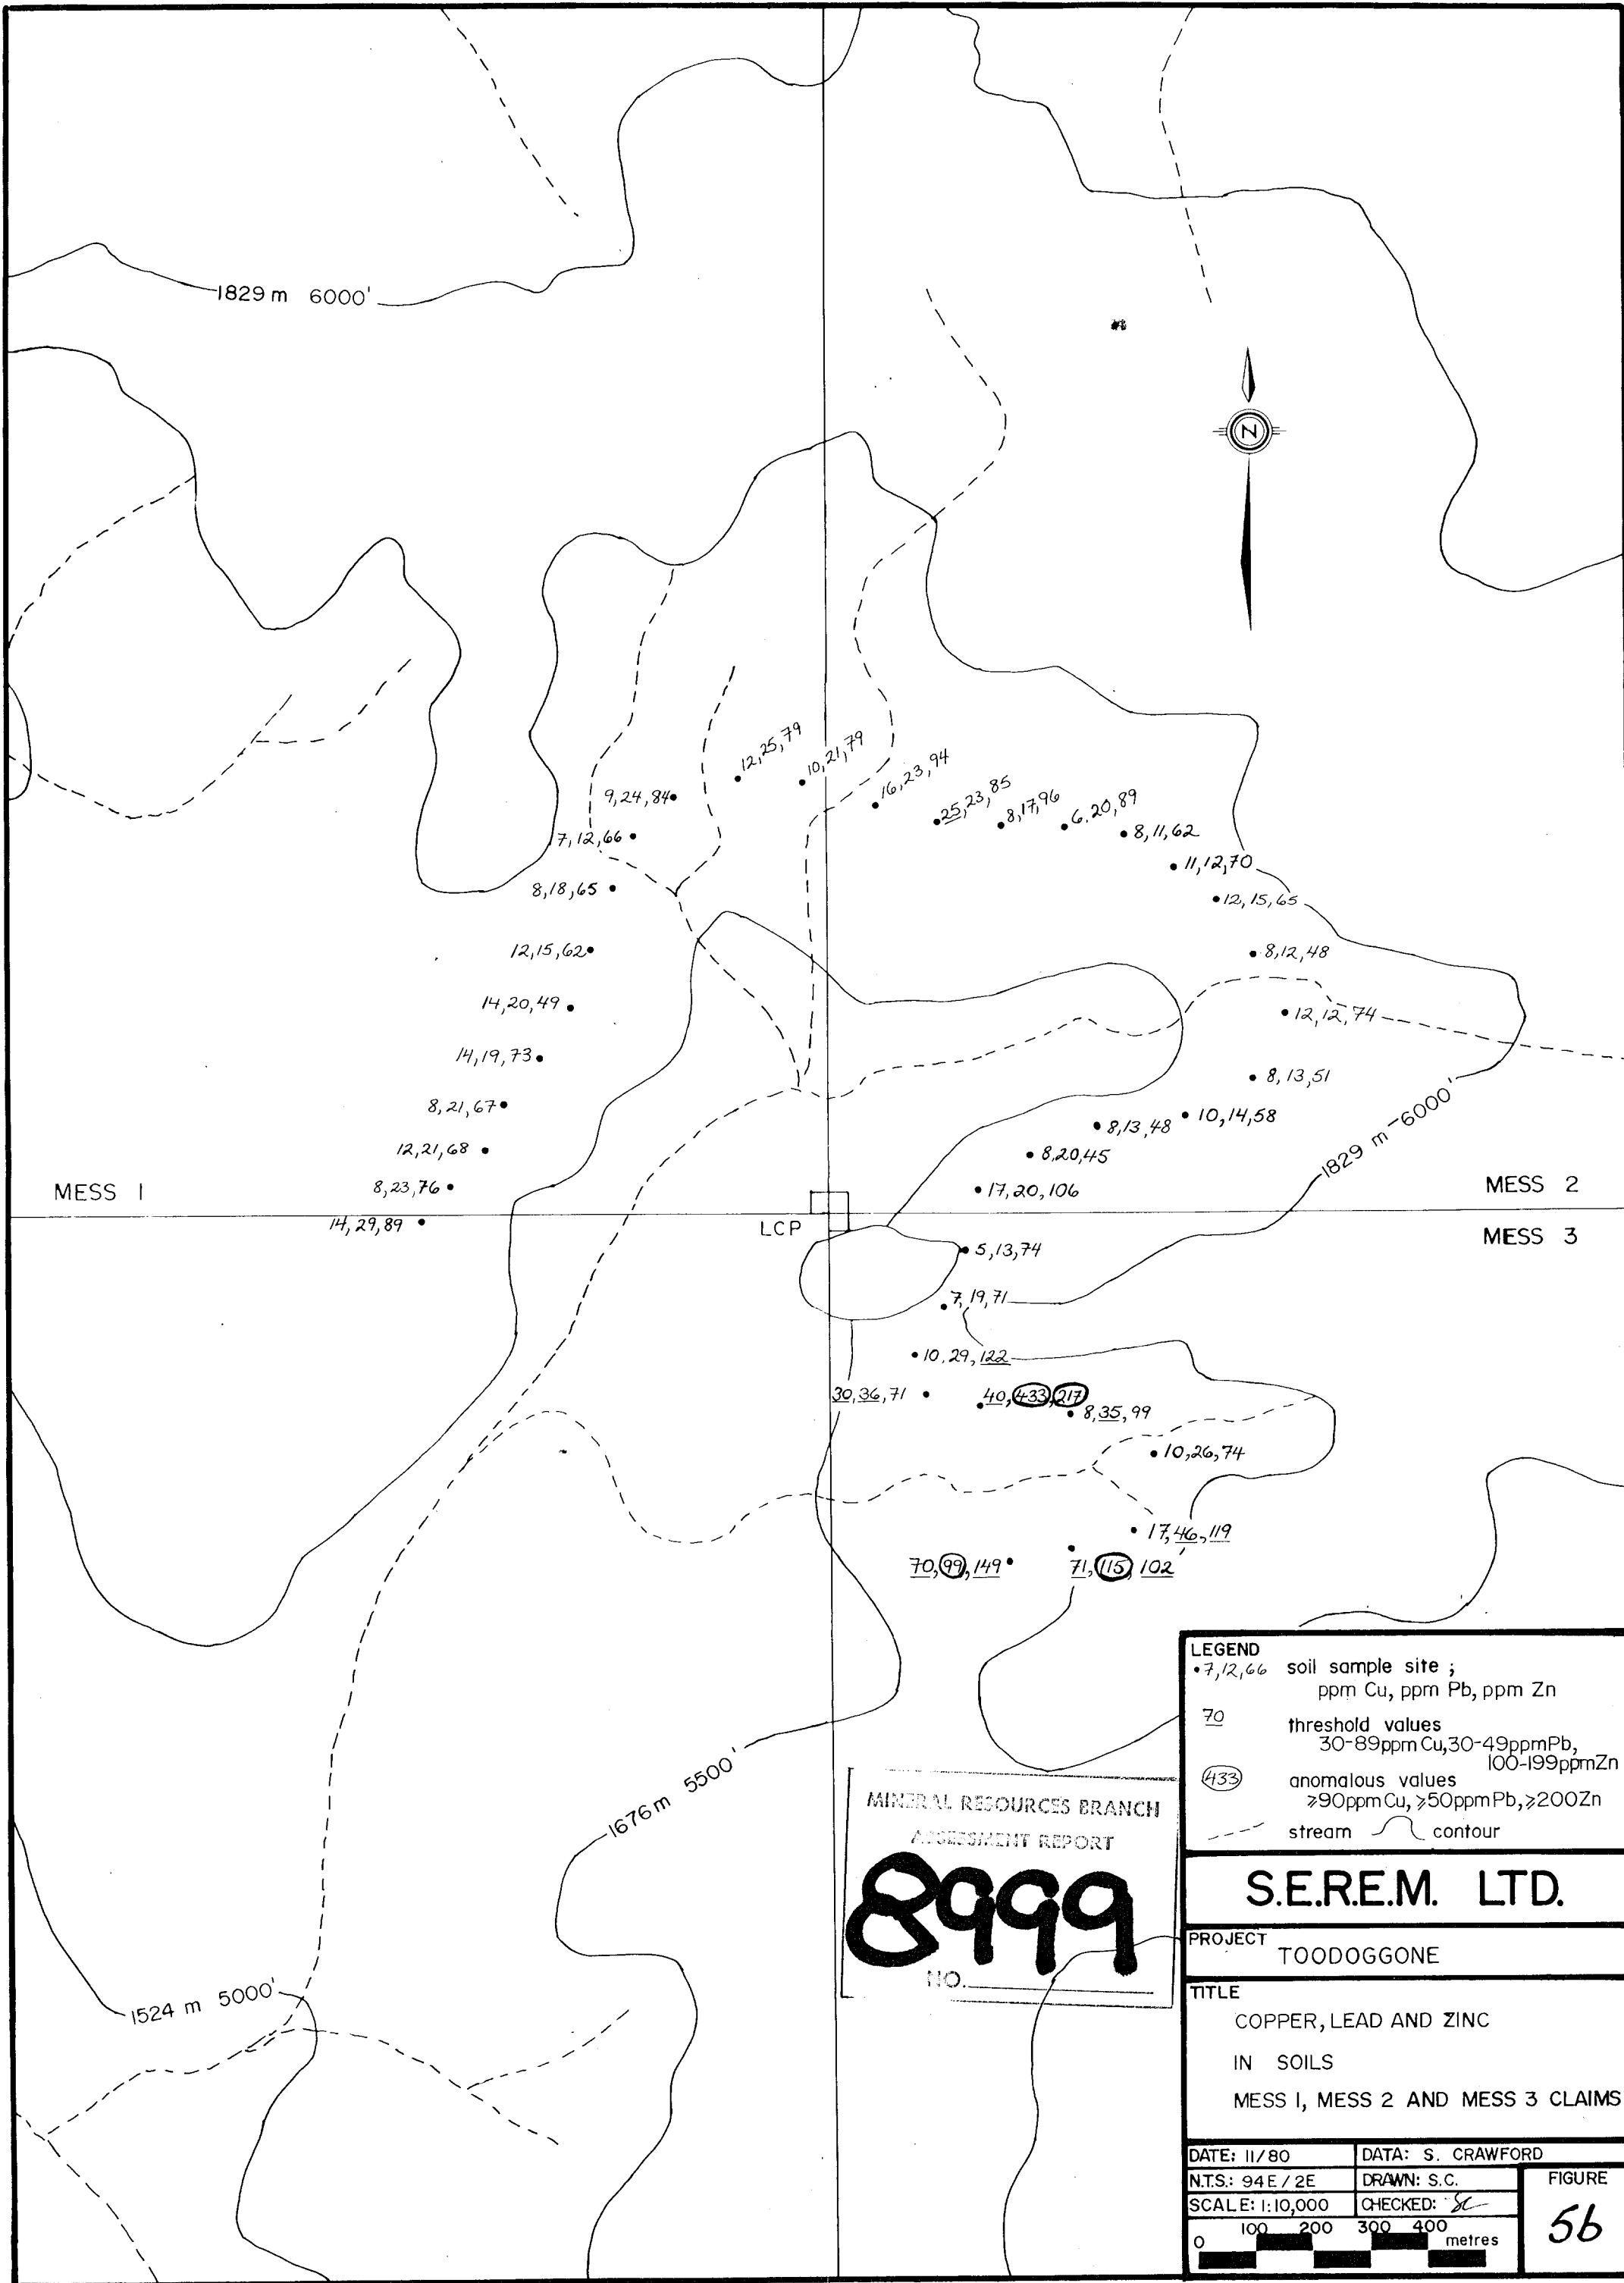 1829 m 6000'
N
12,25,79
10,21,79
16,23,94
9,24,84
25,23,85
8,17,96
6,20,89
8,11,62
7,12,66
11,12,70
8,18,65
12,15,65
12,15,62
8,12,48
14,20,49
12,12,74
14,19,73
8,13,51
8,21,67
10,14,58
8,13,48
12,21,68
8,20,45
1829 m 6000'
MESS 1
8,23,76
17,20,106
MESS 2
14,29,89
LCP
MESS 3
5,13,74
7,19,71
10,29,122
30,36,71
40,433,217
8,35,99
10,26,74
17,46,119
70,99,149
71,115,102
1676 m 5500'
1524 m 5000'
MINERAL RESOURCES BRANCH
ASSESSMENT REPORT
8999
NO.
LEGEND
7,12,66 soil sample site ;
ppm Cu, ppm Pb, ppm Zn
70 threshold values
30-89ppm Cu, 30-49ppm Pb,
100-199ppm Zn
433 anomalous values
≥90ppm Cu, ≥50ppm Pb, ≥200Zn
stream contour
S.E.R.E.M. LTD.
PROJECT
TOODOGGONE
TITLE
COPPER, LEAD AND ZINC
IN SOILS
MESS 1, MESS 2 AND MESS 3 CLAIMS
DATE: 11/80 DATA: S. CRAWFORD
N.T.S.: 94E/2E DRAWN: S.C.
SCALE: 1:10,000 CHECKED: SC
0 100 200 300 400 metres
FIGURE
5b